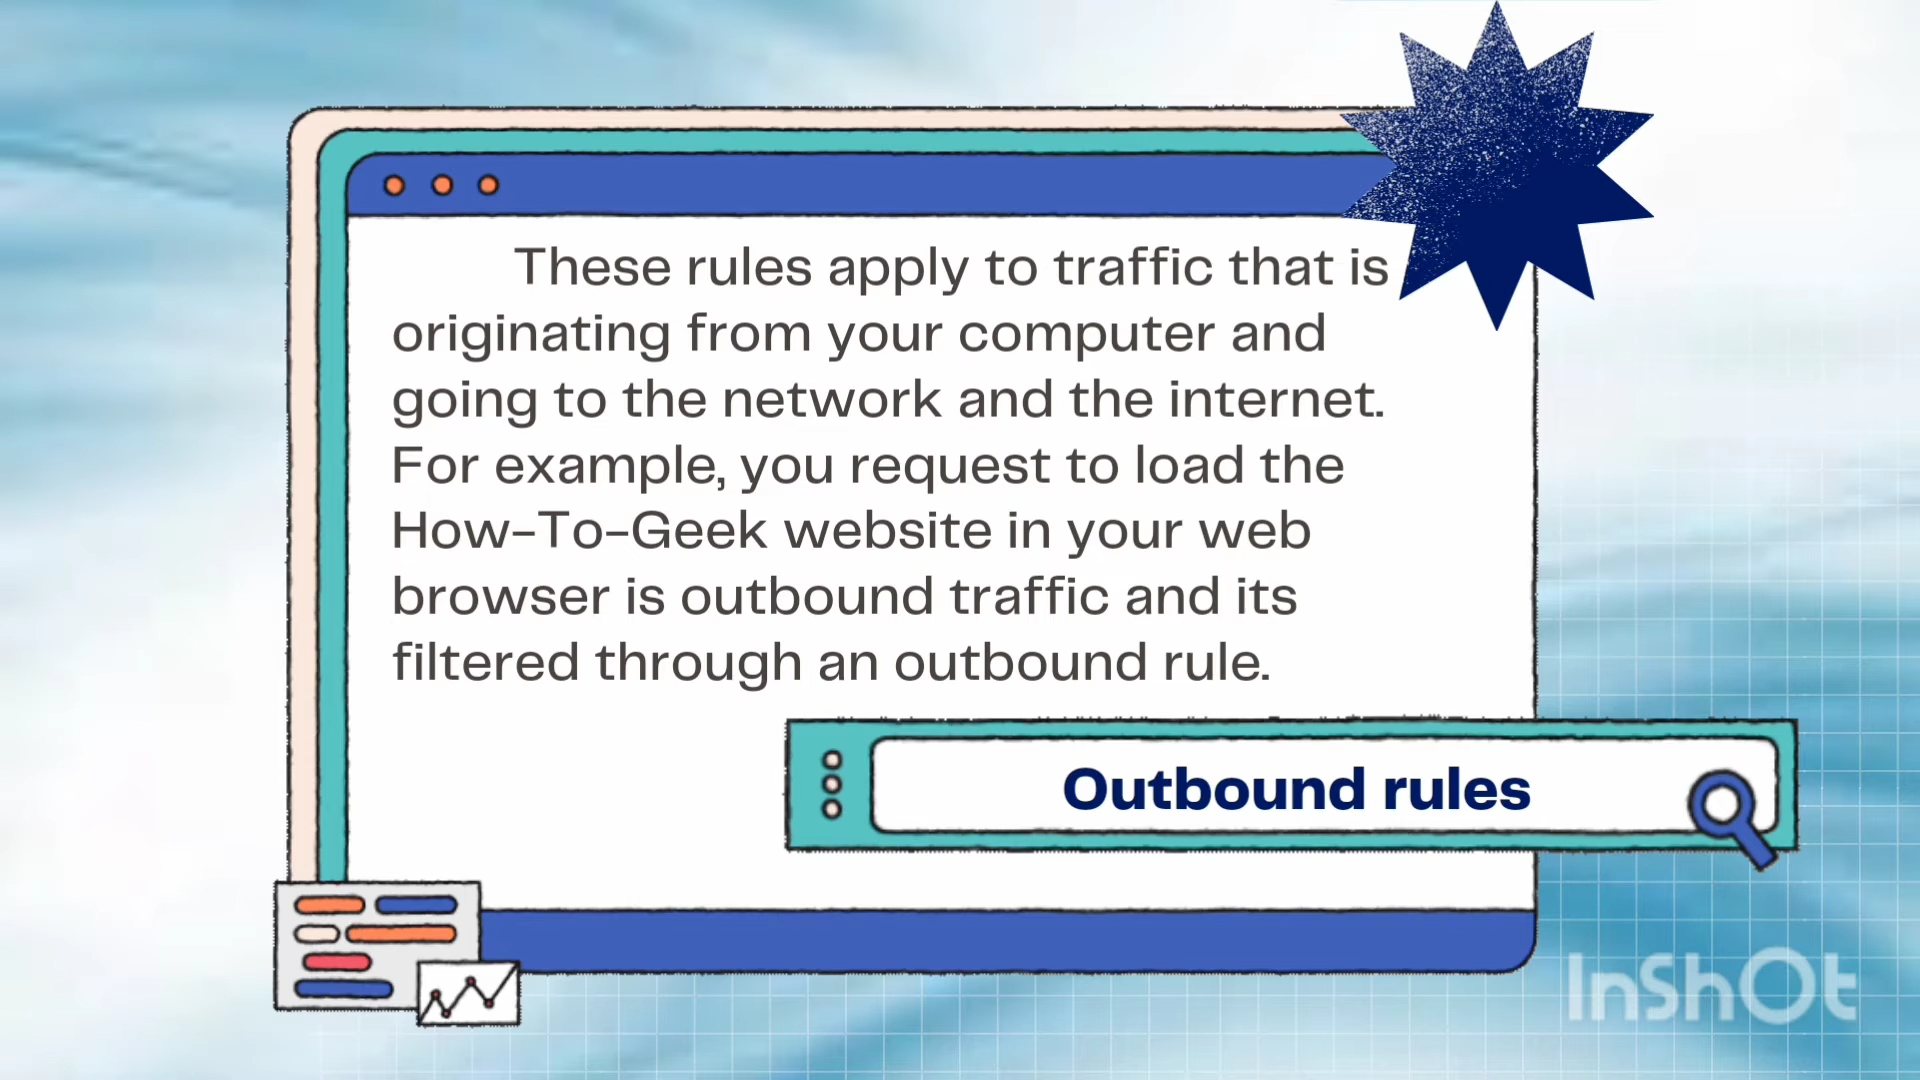 These rules apply to traffic that is
originating from your computer and
going to the network and the internet.
For example, you request to load the
How-To-Geek website in your web
browser is outbound traffic and its
filtered through an outbound rule.
Outbound rules
InShOt